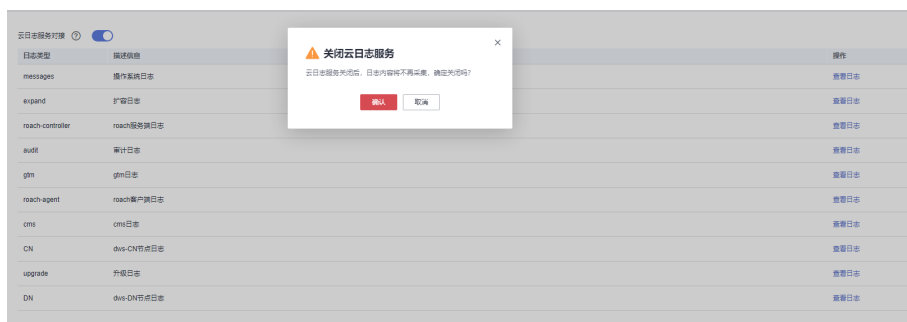 云日志服务对接 ?
日志类型 描述信息 操作
关闭云日志服务
云日志服务关闭后，日志内容将不再采集，确定关闭吗?
确认 取消
messages 操作系统日志 查看日志
expand 扩容日志 查看日志
roach-controller roach服务端日志 查看日志
audit 审计日志 查看日志
gtm gtm日志 查看日志
roach-agent roach客户端日志 查看日志
cms cms日志 查看日志
CN dws-CN节点日志 查看日志
upgrade 升级日志 查看日志
DN dws-DN节点日志 查看日志